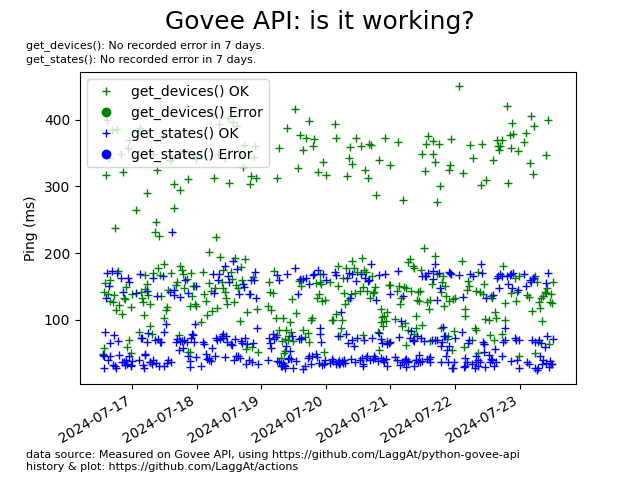 Govee API: is it working?
get_devices(): No recorded error in 7 days.
get_states(): No recorded error in 7 days.
get_devices() OK
get_devices() Error
get_states() OK
get_states() Error
400
300
200
100
Ping (ms)
2024-07-17
2024-07-18
2024-07-19
2024-07-20
2024-07-21
2024-07-22
2024-07-23
data source: Measured on Govee API, using https://github.com/LaggAt/python-govee-api
history & plot: https://github.com/LaggAt/actions